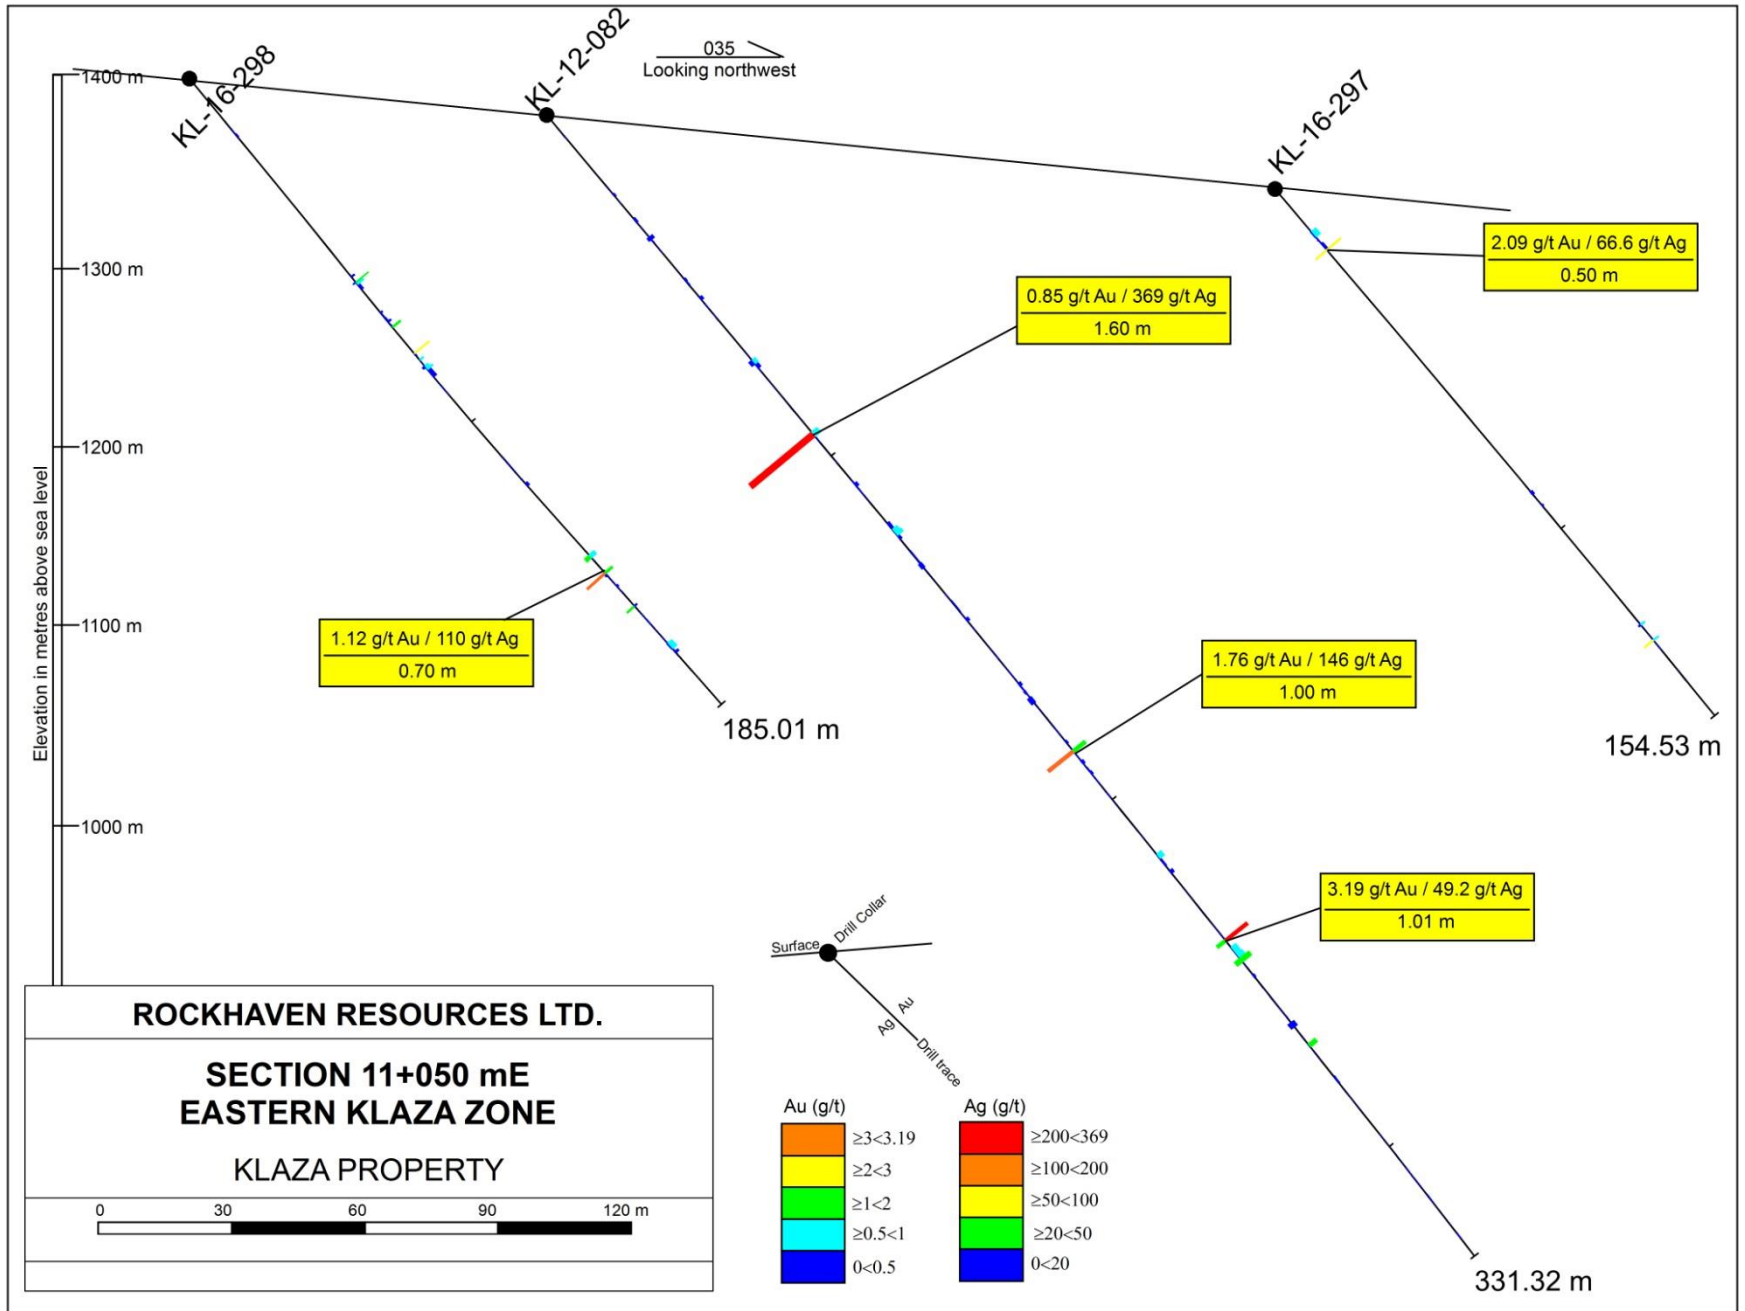 KL-16-298
KL-12-082
035
Looking northwest
KL-16-297
1400 m
1300 m
1200 m
1100 m
1000 m
Elevation in metres above sea level
2.09 g/t Au / 66.6 g/t Ag
0.50 m
0.85 g/t Au / 369 g/t Ag
1.60 m
1.12 g/t Au / 110 g/t Ag
0.70 m
1.76 g/t Au / 146 g/t Ag
1.00 m
185.01 m
154.53 m
3.19 g/t Au / 49.2 g/t Ag
1.01 m
Surface
Drill Collar
Au
Ag
Drill trace
ROCKHAVEN RESOURCES LTD.
SECTION 11+050 mE
EASTERN KLAZA ZONE
KLAZA PROPERTY
0 30 60 90 120 m
Au (g/t)
≥3<3.19
≥2<3
≥1<2
≥0.5<1
0<0.5
Ag (g/t)
≥200<369
≥100<200
≥50<100
≥20<50
0<20
331.32 m